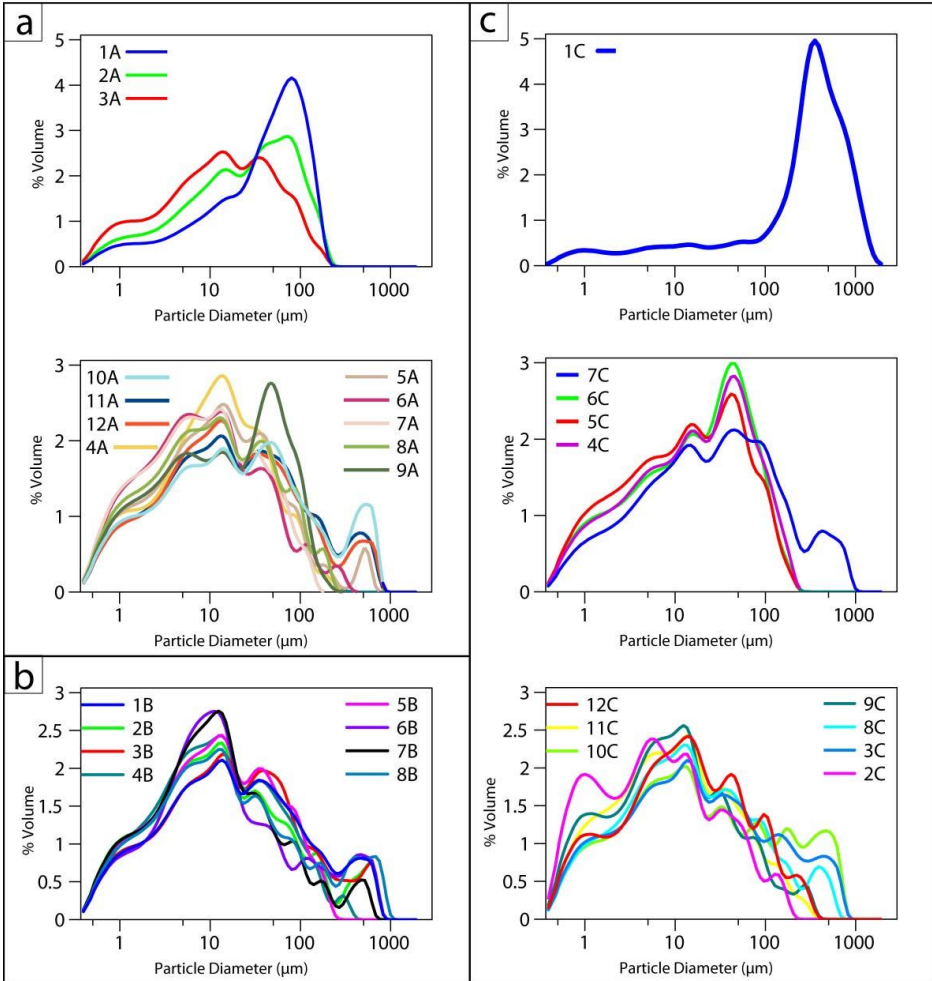 a
5
4
3
2
1
0
% Volume
1A
2A
3A
1 10 100 1000
Particle Diameter (µm)
3
2
1
0
% Volume
10A
11A
12A
4A
5A
6A
7A
8A
9A
1 10 100 1000
Particle Diameter (µm)
b
3
2.5
2
1.5
1
0.5
0
% Volume
1B
2B
3B
4B
5B
6B
7B
8B
1 10 100 1000
Particle Diameter (µm)
c
5
4
3
2
1
0
% Volume
1C
1 10 100 1000
Particle Diameter (µm)
3
2
1
0
% Volume
7C
6C
5C
4C
1 10 100 1000
Particle Diameter (µm)
3
2.5
2
1.5
1
0.5
0
% Volume
12C
11C
10C
9C
8C
3C
2C
1 10 100 1000
Particle Diameter (µm)